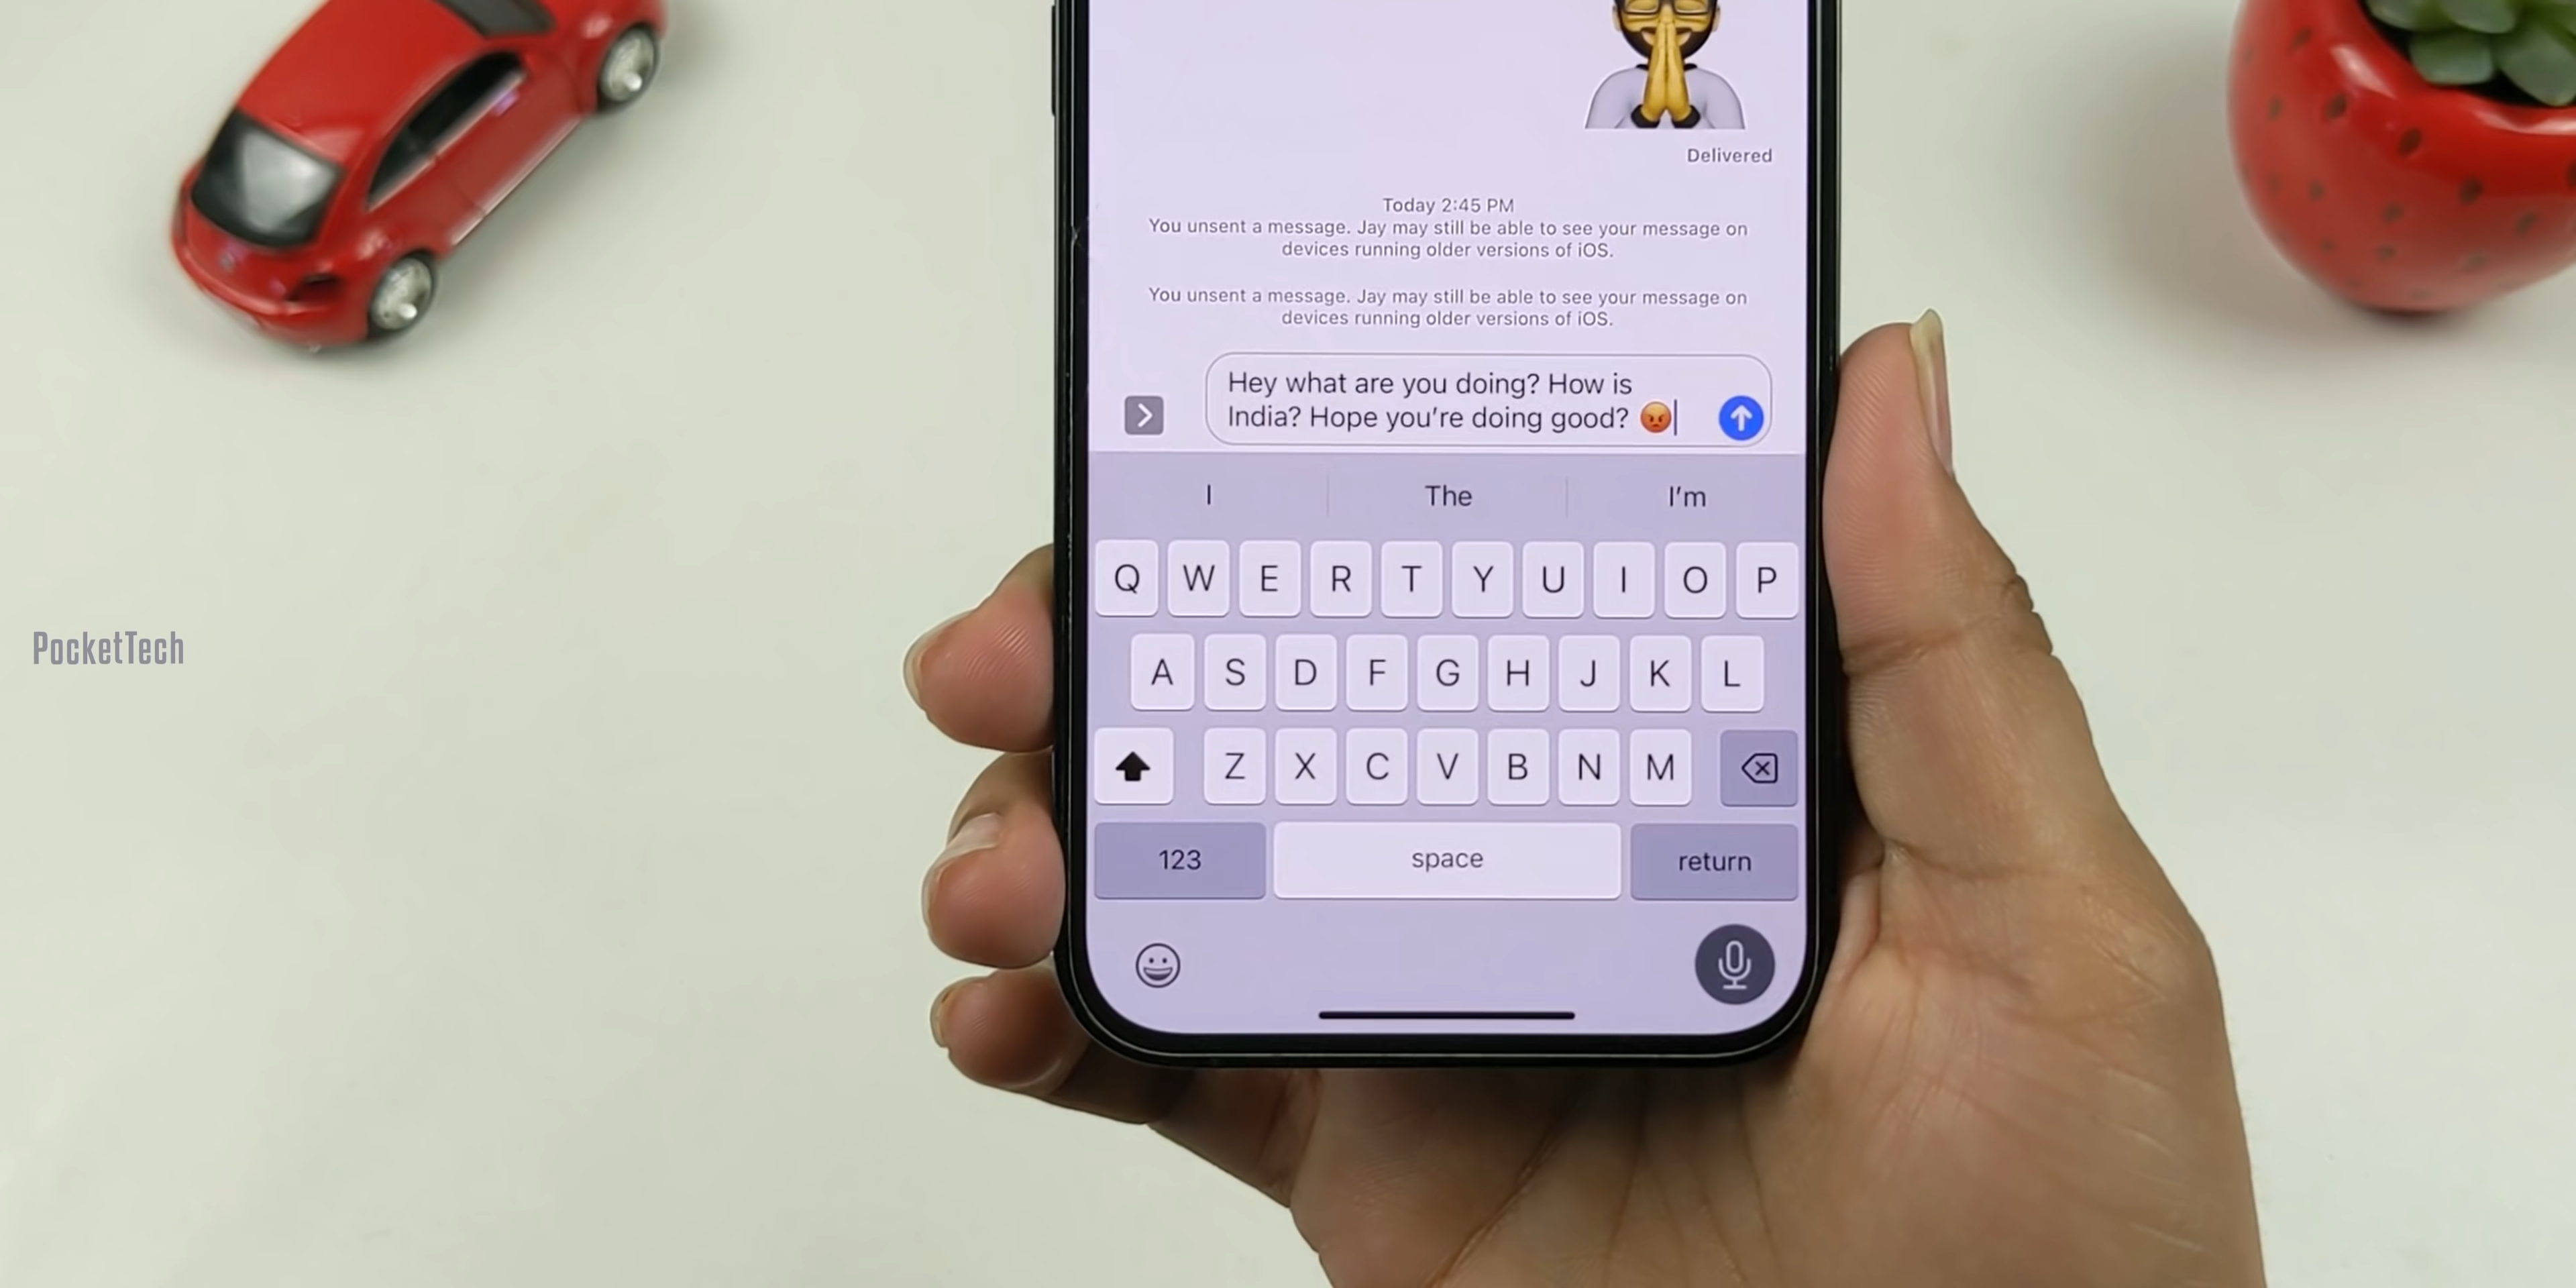 Delivered
Today 2:45 PM
You unsent a message. Jay may still be able to see your message on
devices running older versions of iOS.
You unsent a message. Jay may still be able to see your message on
devices running older versions of iOS.
Hey what are you doing? How is
India? Hope you’re doing good? 😡
I The I’m
Q W E R T Y U I O P
A S D F G H J K L
Z X C V B N M
123 space return
PocketTech